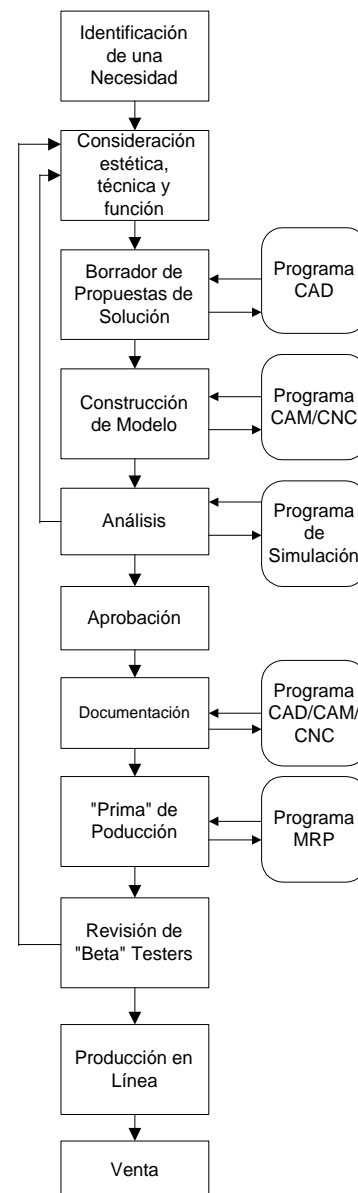 Identificación
de una
Necesidad
Consideración
estética,
técnica y
función
Borrador de
Propuestas de
Solución
Programa
CAD
Construcción
de Modelo
Programa
CAM/CNC
Análisis
Programa
de
Simulación
Aprobación
Documentación
Programa
CAD/CAM/
CNC
"Prima" de
Poducción
Programa
MRP
Revisión de
"Beta" Testers
Producción en
Línea
Venta